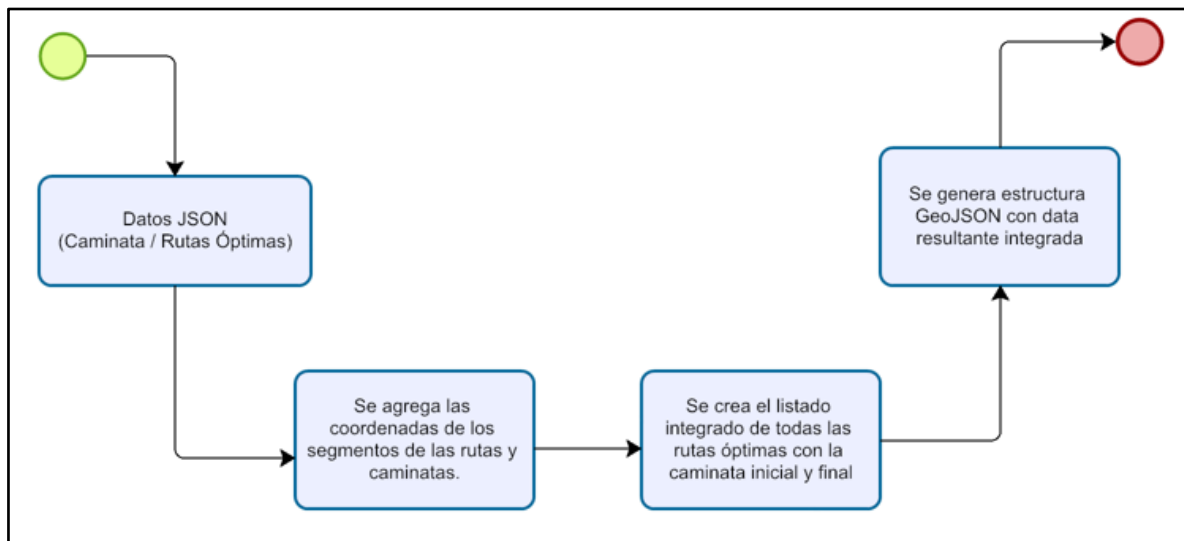 Datos JSON
(Caminata / Rutas Óptimas)
Se agrega las
coordenadas de los
segmentos de las rutas y
caminatas.
Se crea el listado
integrado de todas las
rutas óptimas con la
caminata inicial y final
Se genera estructura
GeoJSON con data
resultante integrada